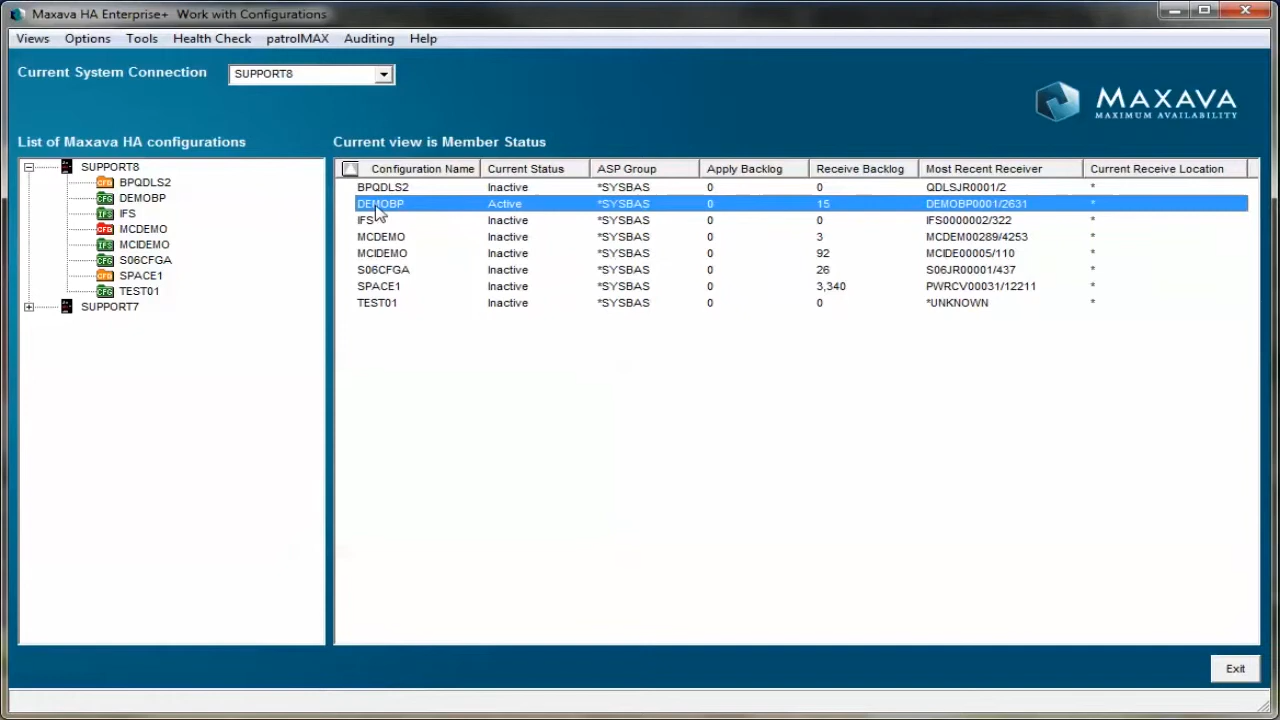 Maxava HA Enterprise+ Work with Configurations
Views Options Tools Health Check patrolMAX Auditing Help
Current System Connection SUPPORT8
MAXAVA
MAXIMUM AVAILABILITY
List of Maxava HA configurations
SUPPORT8
BPQDLS2
DEMOBP
IFS
MCDEMO
MCIDEMO
S06CFGA
SPACE1
TEST01
SUPPORT7
Current view is Member Status
Configuration Name Current Status ASP Group Apply Backlog Receive Backlog Most Recent Receiver Current Receive Location
BPQDLS2 Inactive *SYSBAS 0 0 QDLSJR0001/2 *
DEMOBP Active *SYSBAS 0 15 DEMOBP0001/2631 *
IFS Inactive *SYSBAS 0 0 IFS0000002/322 *
MCDEMO Inactive *SYSBAS 0 3 MCDEM00289/4253 *
MCIDEMO Inactive *SYSBAS 0 92 MCIDE00005/110 *
S06CFGA Inactive *SYSBAS 0 26 S06JR00001/437 *
SPACE1 Inactive *SYSBAS 0 3,340 PWRCV00031/12211 *
TEST01 Inactive *SYSBAS 0 0 *UNKNOWN *
Exit